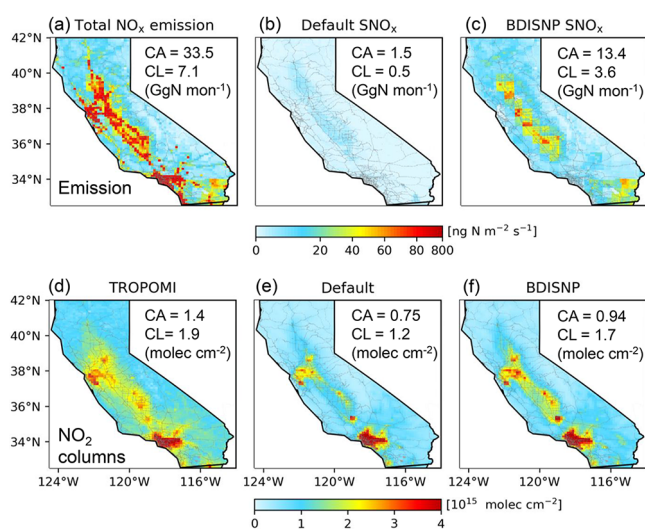 (a) Total NOx emission
(b) Default SNOx
(c) BDISNP SNOx
42°N
40°N
38°N
36°N
34°N
CA = 33.5
CL = 7.1
(GgN mon-1)
Emission
CA = 1.5
CL = 0.5
(GgN mon-1)
CA = 13.4
CL = 3.6
(GgN mon-1)
0 20 40 60 80 800 [ng N m−2 s−1]
(d) TROPOMI
(e) Default
(f) BDISNP
42°N
40°N
38°N
36°N
34°N
CA = 1.4
CL= 1.9
(molec cm-2)
NO2
columns
CA = 0.75
CL = 1.2
(molec cm-2)
CA = 0.94
CL = 1.7
(molec cm-2)
124°W 120°W 116°W
124°W 120°W 116°W
124°W 120°W 116°W
0 1 2 3 4 [1015 molec cm−2]